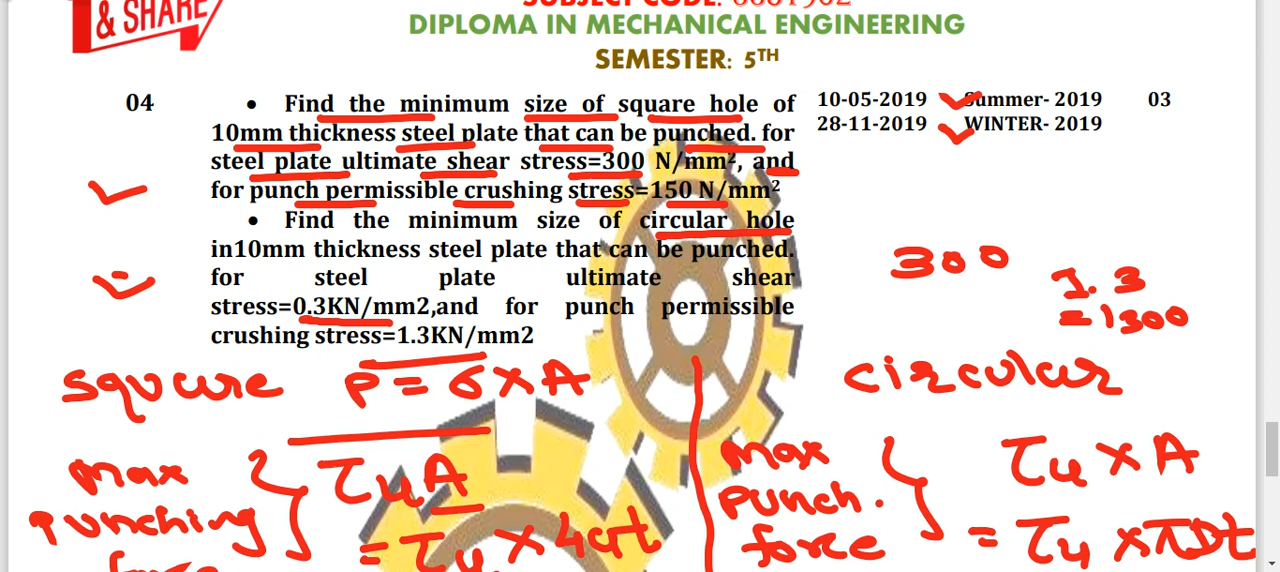 & SHARE
SUBJECT CODE: 6631902
DIPLOMA IN MECHANICAL ENGINEERING
SEMESTER: 5TH
04
• Find the minimum size of square hole of
10mm thickness steel plate that can be punched. for
steel plate ultimate shear stress=300 N/mm², and
for punch permissible crushing stress=150 N/mm²
• Find the minimum size of circular hole
in10mm thickness steel plate that can be punched.
for steel plate ultimate shear
stress=0.3KN/mm2,and for punch permissible
crushing stress=1.3KN/mm2
10-05-2019 Summer- 2019 03
28-11-2019 WINTER- 2019
300
1.3
= 1300
square P = σ × A
circular
max
punching
force
τu A
= τu × 4at
max
punch.
force
τu × A
= τu × πDt